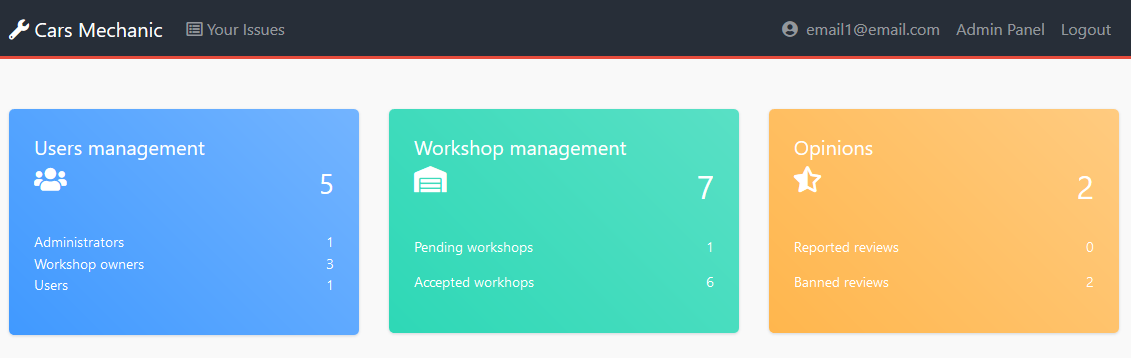 Cars Mechanic Your Issues email1@email.com Admin Panel Logout
Users management
5
Administrators 1
Workshop owners 3
Users 1
Workshop management
7
Pending workshops 1
Accepted workhops 6
Opinions
2
Reported reviews 0
Banned reviews 2